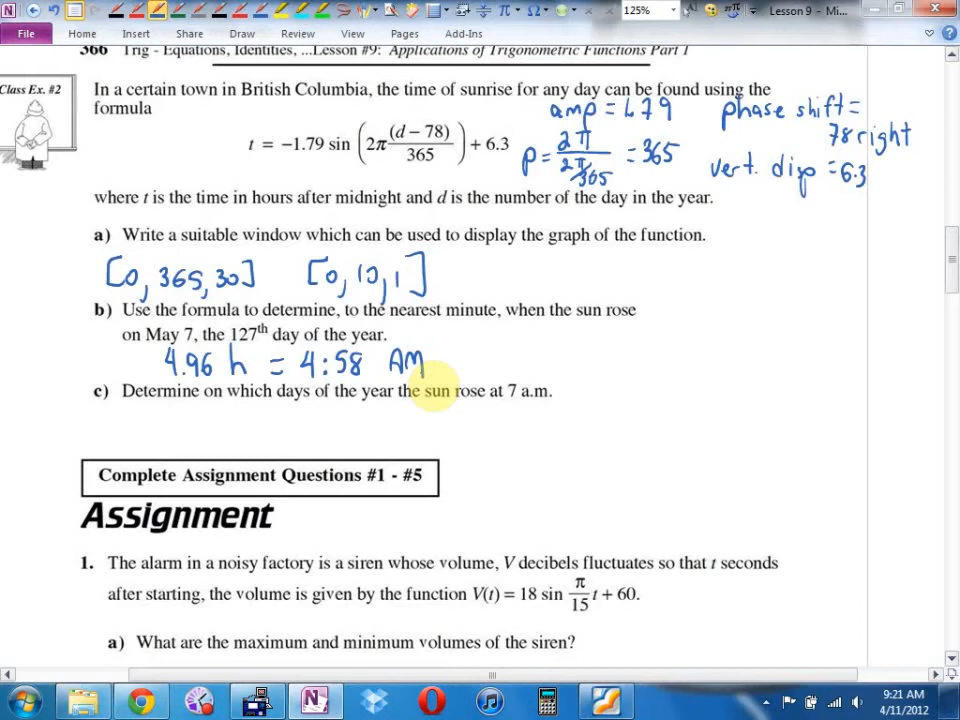 125%
Lesson 9 - Mi...
File Home Insert Share Draw Review View Pages Add-Ins
366 Trig - Equations, Identities, ...Lesson #9: Applications of Trigonometric Functions Part 1
Class Ex. #2
In a certain town in British Columbia, the time of sunrise for any day can be found using the
formula
amp = 1.79
phase shift =
78 right
t = −1.79 sin (2π (d − 78)/365) + 6.3
p = 2π / (2π/365) = 365
vert. disp = 6.3
where t is the time in hours after midnight and d is the number of the day in the year.
a) Write a suitable window which can be used to display the graph of the function.
[0, 365, 30] [0, 10, 1]
b) Use the formula to determine, to the nearest minute, when the sun rose
on May 7, the 127th day of the year.
4.96 h = 4:58 AM
c) Determine on which days of the year the sun rose at 7 a.m.
Complete Assignment Questions #1 - #5
Assignment
1. The alarm in a noisy factory is a siren whose volume, V decibels fluctuates so that t seconds
after starting, the volume is given by the function V(t) = 18 sin π/15 t + 60.
a) What are the maximum and minimum volumes of the siren?
9:21 AM
4/11/2012